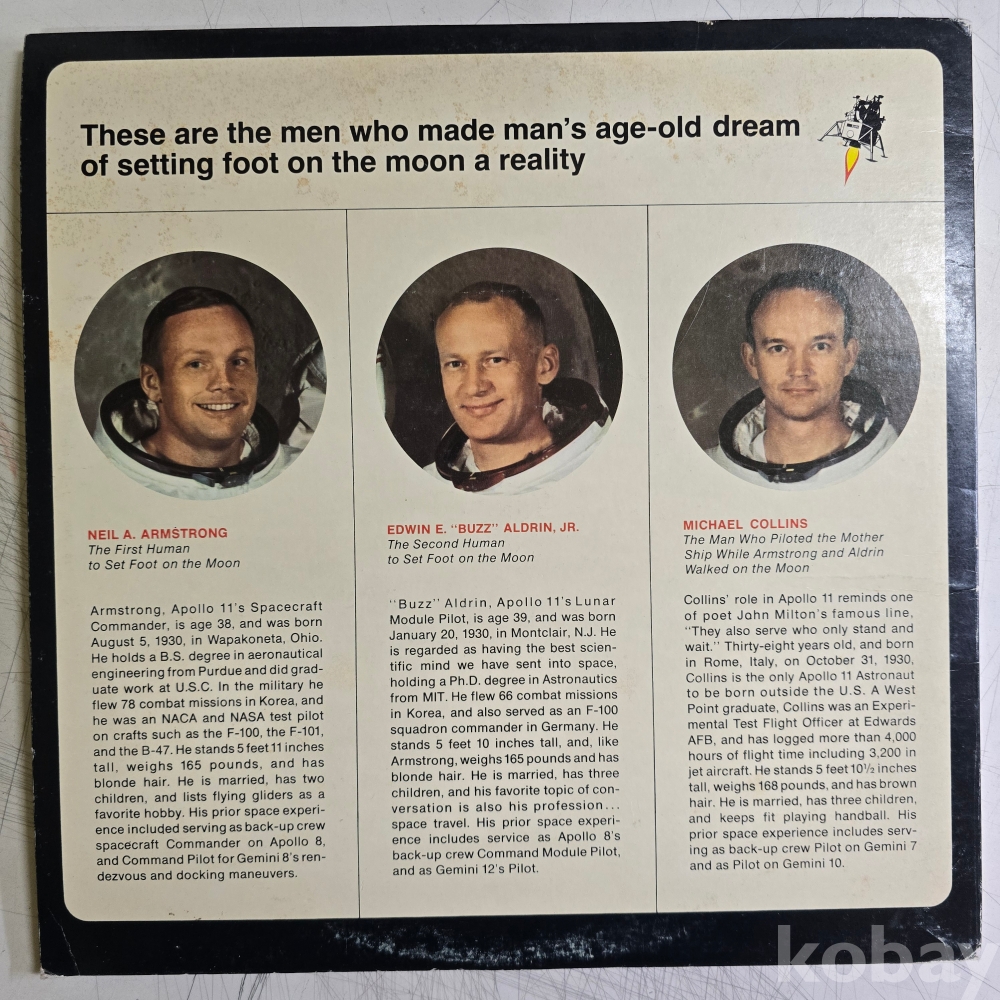 These are the men who made man's age-old dream
of setting foot on the moon a reality
NEIL A. ARMSTRONG
The First Human
to Set Foot on the Moon
Armstrong, Apollo 11's Spacecraft
Commander, is age 38, and was born
August 5, 1930, in Wapakoneta, Ohio.
He holds a B.S. degree in aeronautical
engineering from Purdue and did grad-
uate work at U.S.C. In the military he
flew 78 combat missions in Korea, and
he was an NACA and NASA test pilot
on crafts such as the F-100, the F-101,
and the B-47. He stands 5 feet 11 inches
tall, weighs 165 pounds, and has
blonde hair. He is married, has two
children, and lists flying gliders as a
favorite hobby. His prior space experi-
ence included serving as back-up crew
spacecraft Commander on Apollo 8,
and Command Pilot for Gemini 8's ren-
dezvous and docking maneuvers.
EDWIN E. "BUZZ" ALDRIN, JR.
The Second Human
to Set Foot on the Moon
"Buzz" Aldrin, Apollo 11's Lunar
Module Pilot, is age 39, and was born
January 20, 1930, in Montclair, N.J. He
is regarded as having the best scien-
tific mind we have sent into space,
holding a Ph.D. degree in Astronautics
from MIT. He flew 66 combat missions
in Korea, and also served as an F-100
squadron commander in Germany. He
stands 5 feet 10 inches tall, and, like
Armstrong, weighs 165 pounds and has
blonde hair. He is married, has three
children, and his favorite topic of con-
versation is also his profession...
space travel. His prior space experi-
ence includes service as Apollo 8's
back-up crew Command Module Pilot,
and as Gemini 12's Pilot.
MICHAEL COLLINS
The Man Who Piloted the Mother
Ship While Armstrong and Aldrin
Walked on the Moon
Collins' role in Apollo 11 reminds one
of poet John Milton's famous line,
"They also serve who only stand and
wait." Thirty-eight years old, and born
in Rome, Italy, on October 31, 1930,
Collins is the only Apollo 11 Astronaut
to be born outside the U.S. A West
Point graduate, Collins was an Experi-
mental Test Flight Officer at Edwards
AFB, and has logged more than 4,000
hours of flight time including 3,200 in
jet aircraft. He stands 5 feet 10½ inches
tall, weighs 168 pounds, and has brown
hair. He is married, has three children,
and keeps fit playing handball. His
prior space experience includes serv-
ing as back-up crew Pilot on Gemini 7
and as Pilot on Gemini 10.
kobay